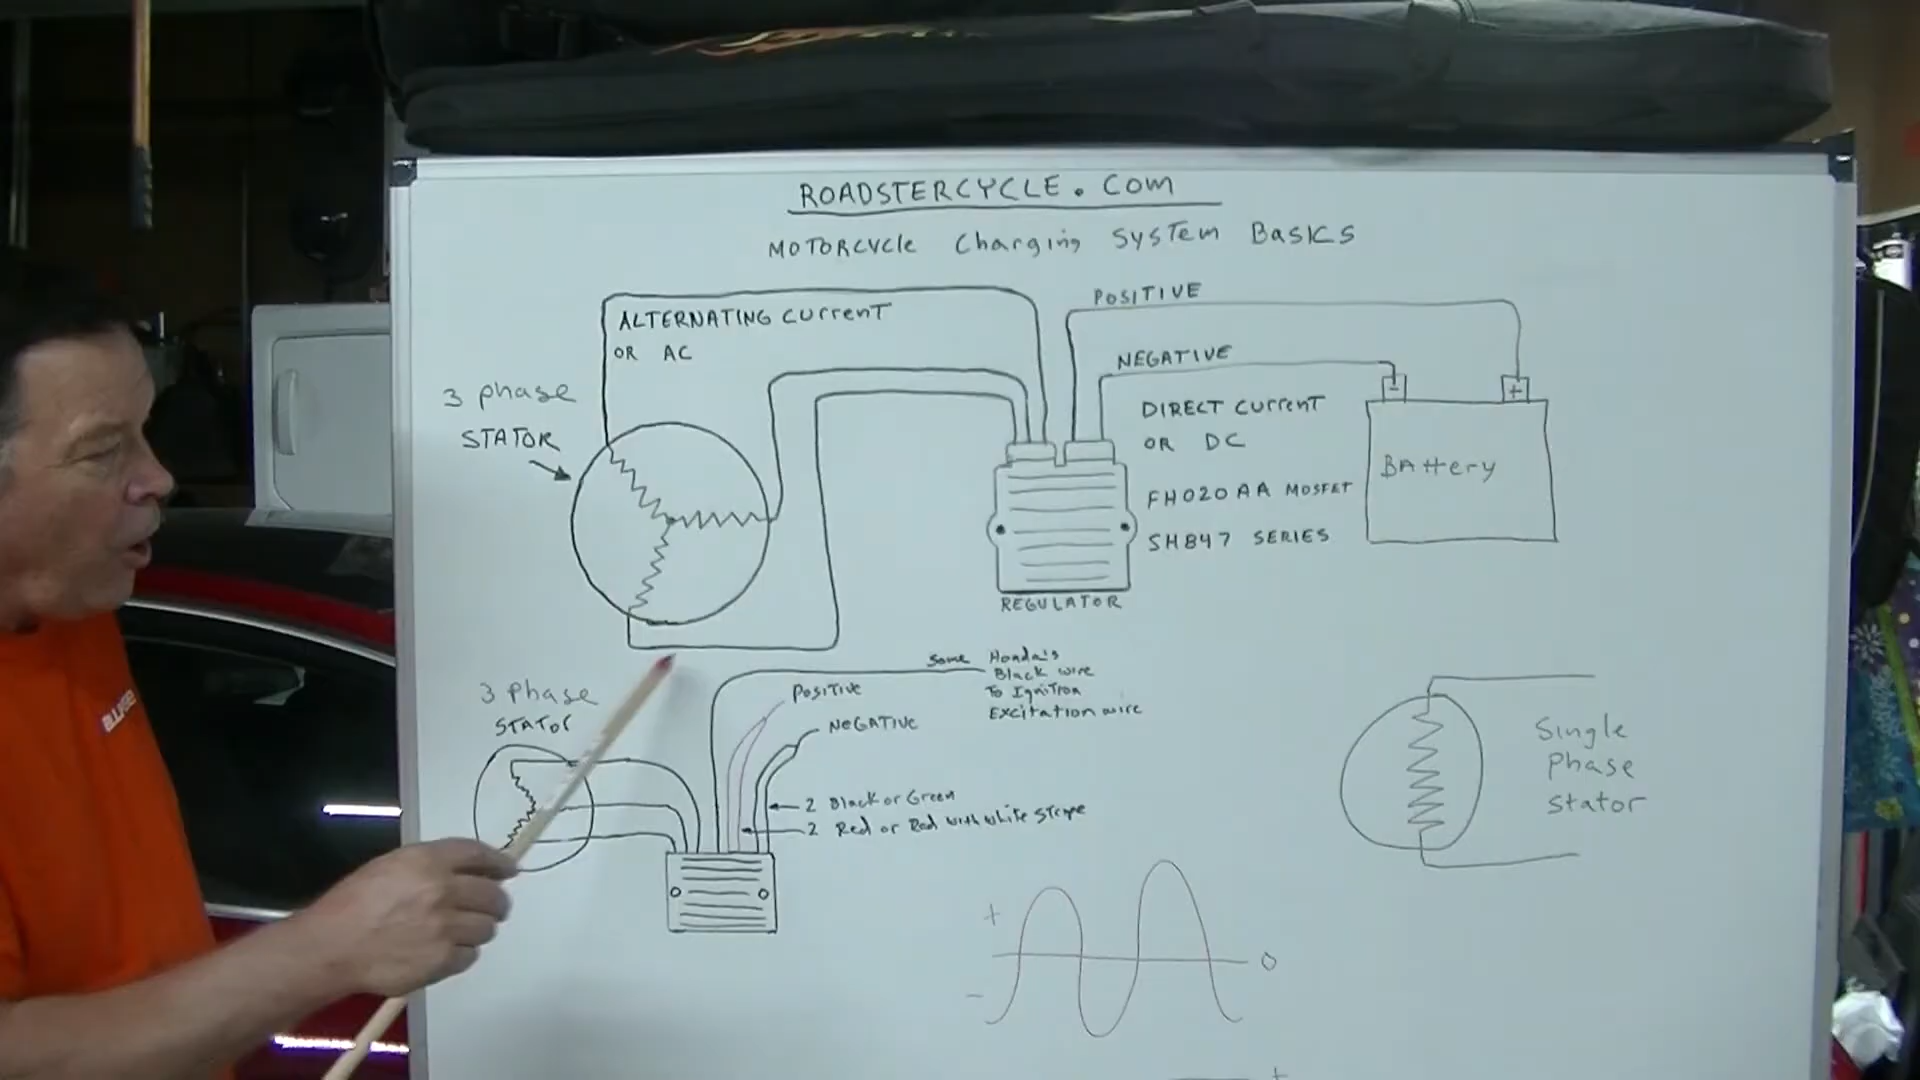 ROADSTERCYCLE.COM
MOTORCYCLE Charging SYSTEM BASICS
POSITIVE
ALTERNATING CURRENT
OR AC
NEGATIVE
3 phase
STATOR
DIRECT CURRENT
OR DC
- +
BAttery
FH020AA MOSFET
SH847 SERIES
REGULATOR
Some Honda's
Black wire
To Ignition
Excitation wire
3 Phase
STATOR
POSITIVE
NEGATIVE
2 Black or Green
2 Red or Red with white Stripe
Single
Phase
Stator
+
O
-
+